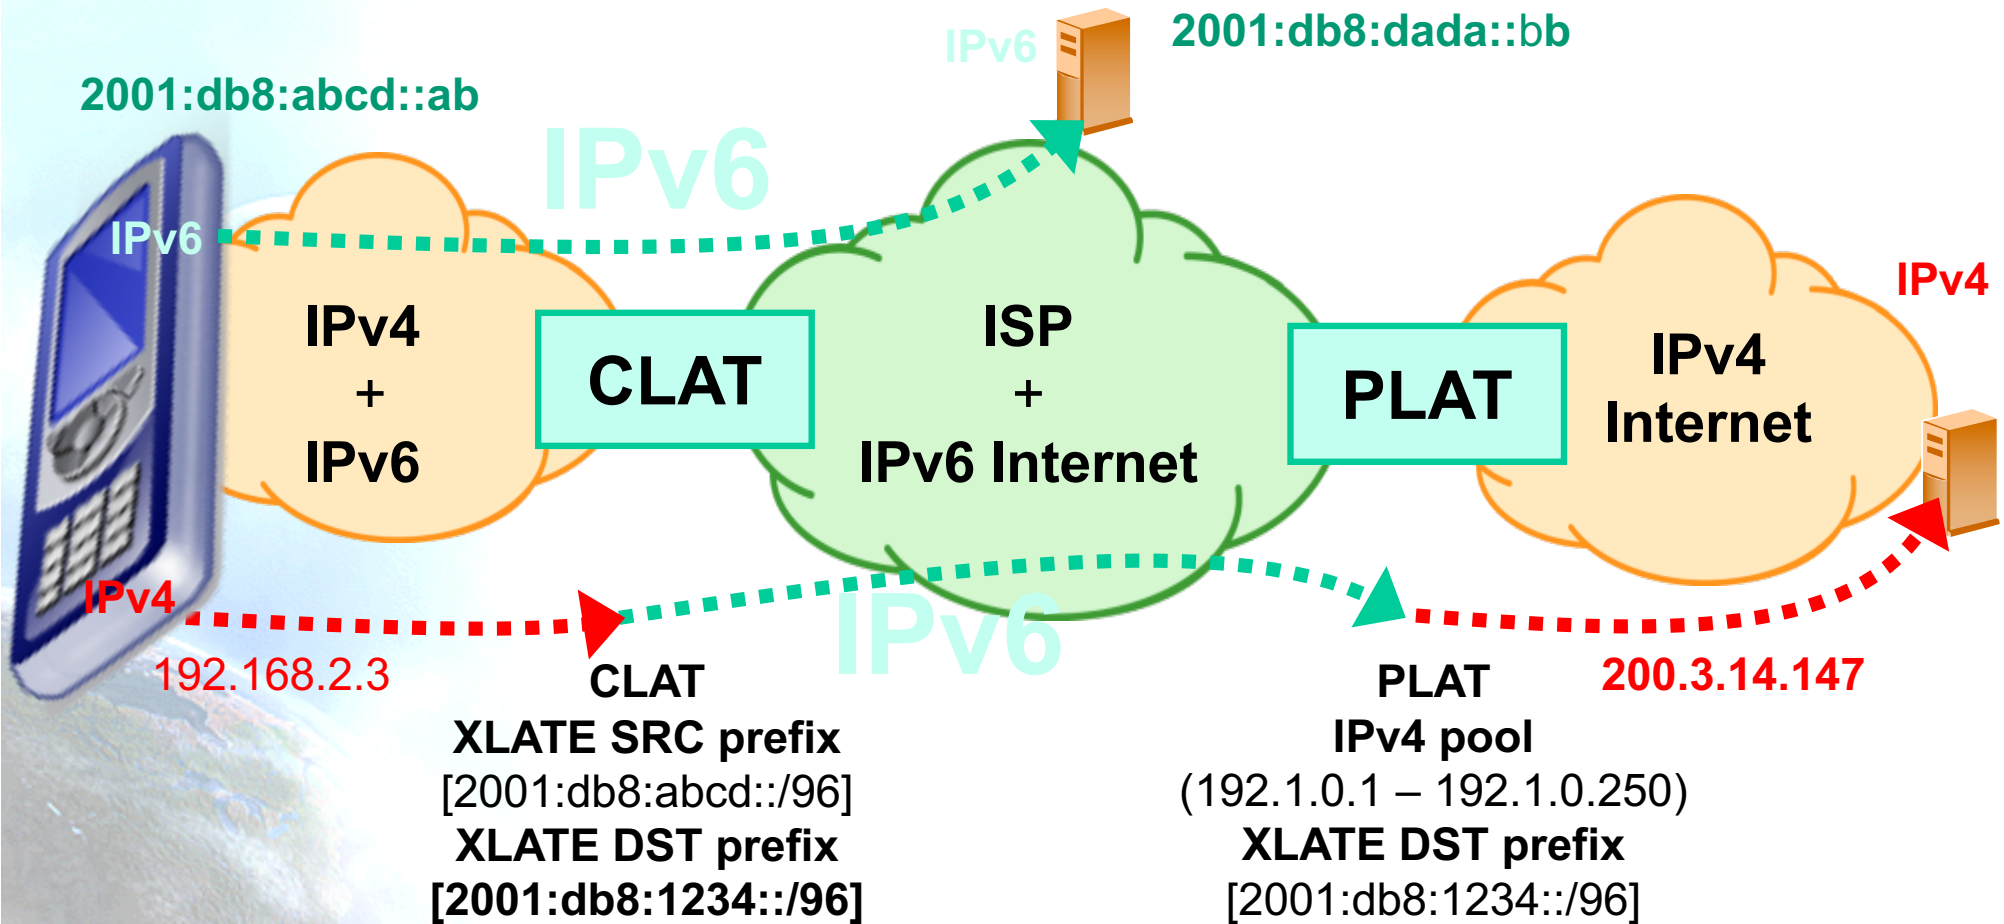 IPv6
2001:db8:dada::bb
2001:db8:abcd::ab
IPv6
IPv6
IPv4
+
IPv6
CLAT
ISP
+
IPv6 Internet
PLAT
IPv4
Internet
IPv4
IPv4
192.168.2.3
IPv6
200.3.14.147
CLAT
XLATE SRC prefix
[2001:db8:abcd::/96]
XLATE DST prefix
[2001:db8:1234::/96]
PLAT
IPv4 pool
(192.1.0.1 – 192.1.0.250)
XLATE DST prefix
[2001:db8:1234::/96]